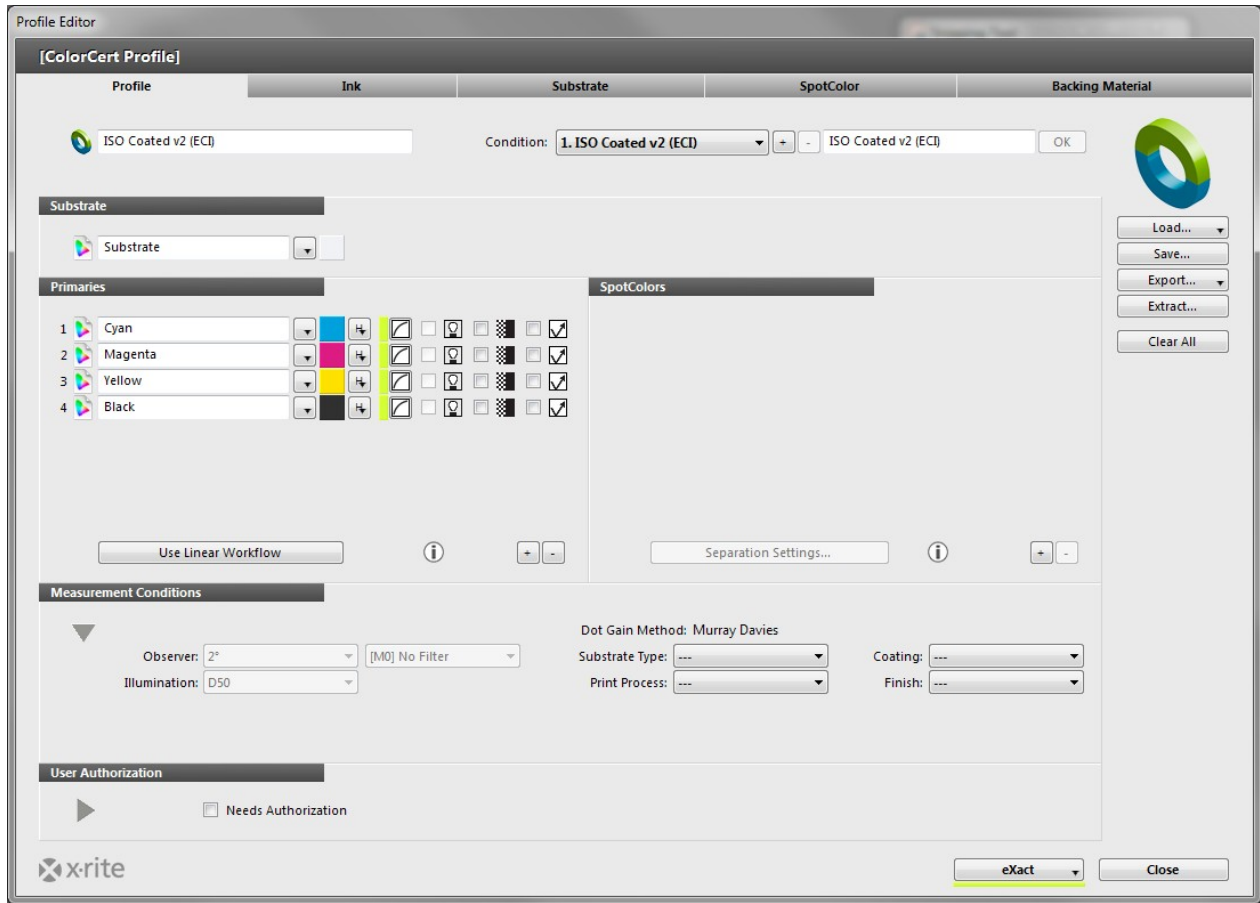 Profile Editor
[ColorCert Profile]
Profile Ink Substrate SpotColor Backing Material
ISO Coated v2 (ECI) Condition: 1. ISO Coated v2 (ECI) + - ISO Coated v2 (ECI) OK
Substrate
Load...
Substrate
Save...
Primaries SpotColors Export...
Extract...
1 Cyan
2 Magenta Clear All
3 Yellow
4 Black
Use Linear Workflow i + - Separation Settings... i + -
Measurement Conditions
Dot Gain Method: Murray Davies
Observer: 2° [M0] No Filter Substrate Type: --- Coating: ---
Illumination: D50 Print Process: --- Finish: ---
User Authorization
Needs Authorization
x·rite eXact Close